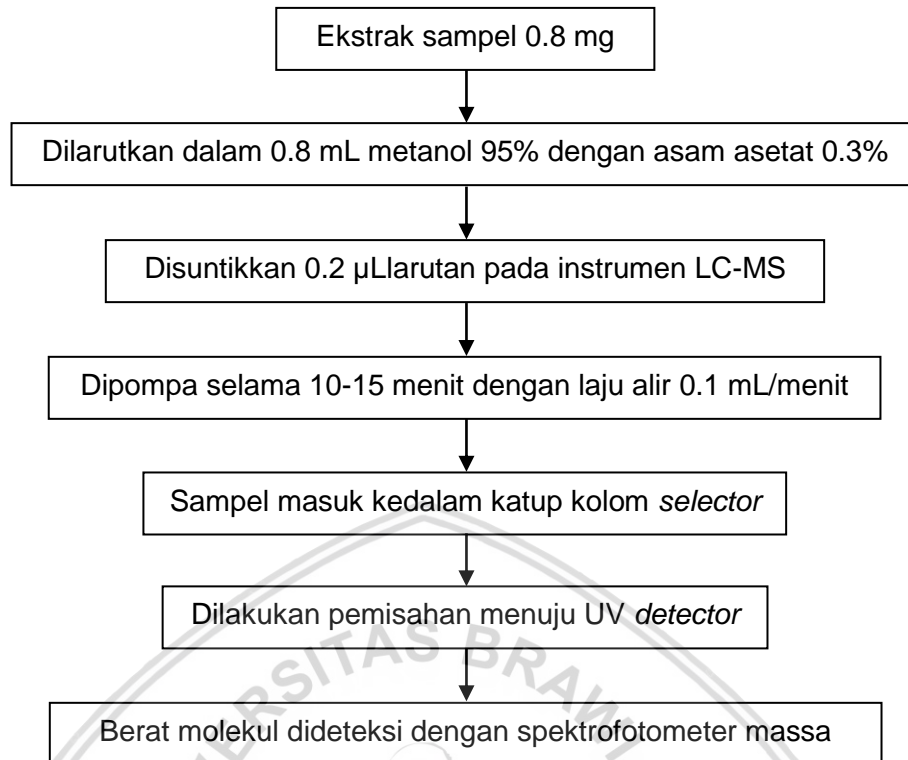 Ekstrak sampel 0.8 mg
Dilarutkan dalam 0.8 mL metanol 95% dengan asam asetat 0.3%
Disuntikkan 0.2 µLlarutan pada instrumen LC-MS
Dipompa selama 10-15 menit dengan laju alir 0.1 mL/menit
Sampel masuk kedalam katup kolom selector
Dilakukan pemisahan menuju UV detector
ERSITAS BRAWI
Berat molekul dideteksi dengan spektrofotometer massa